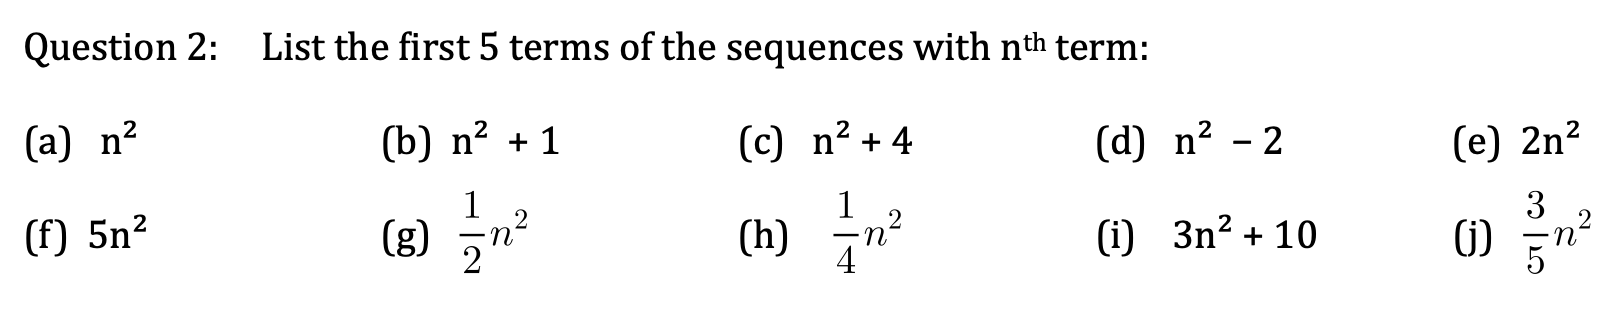 Question 2: List the first 5 terms of the sequences with nᵗʰ term:
(a) n² (b) n² + 1 (c) n² + 4 (d) n² – 2 (e) 2n²
(f) 5n² (g) 1/2 n² (h) 1/4 n² (i) 3n² + 10 (j) 3/5 n²